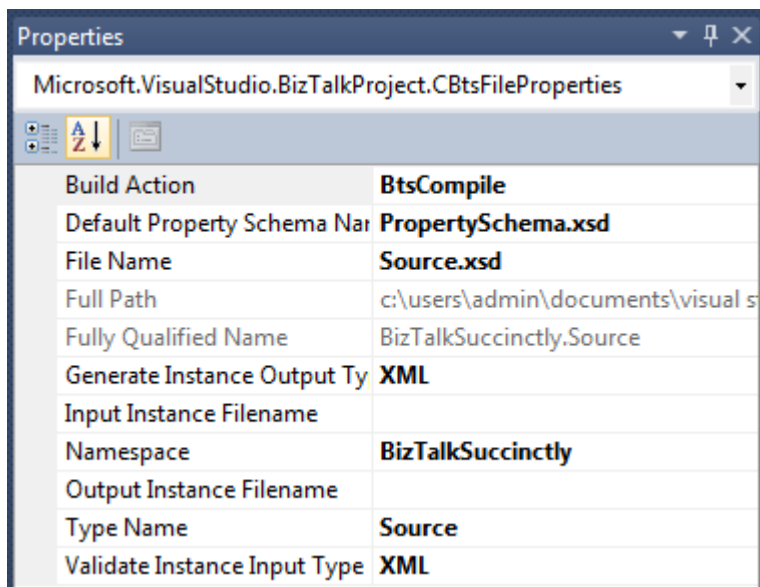 Properties
Microsoft.VisualStudio.BizTalkProject.CBtsFileProperties
Build Action BtsCompile
Default Property Schema Nar PropertySchema.xsd
File Name Source.xsd
Full Path c:\users\admin\documents\visual s
Fully Qualified Name BizTalkSuccinctly.Source
Generate Instance Output Ty XML
Input Instance Filename
Namespace BizTalkSuccinctly
Output Instance Filename
Type Name Source
Validate Instance Input Type XML